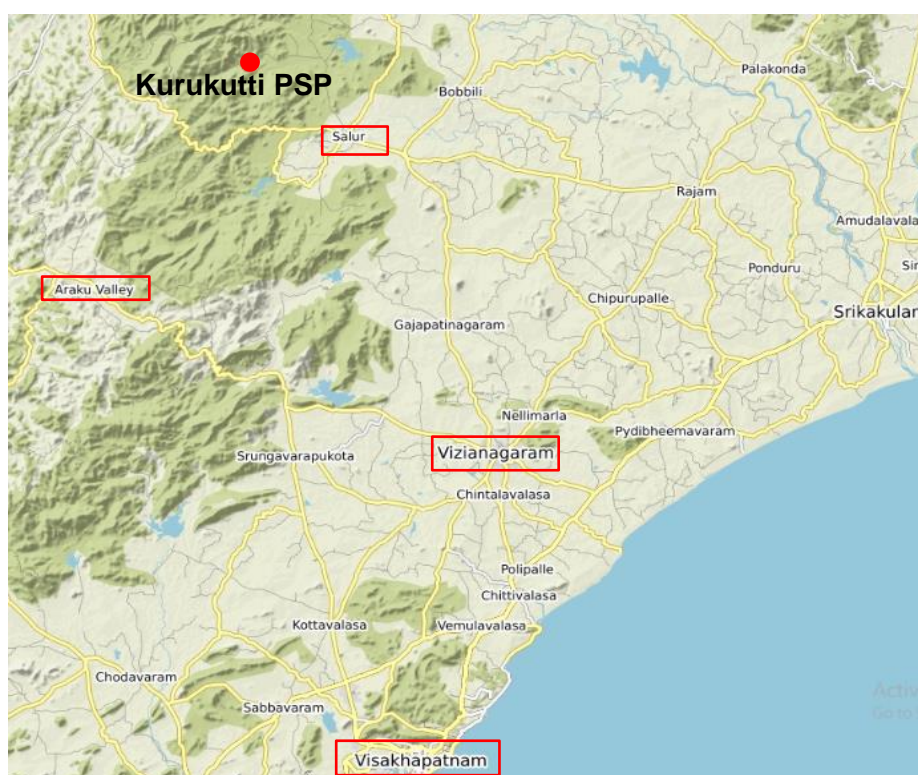 Kurukutti PSP
Palakonda
Bobbili
Salur
Rajam
Amudalavala
Ponduru
Araku Valley
Chipurupalle
Srikakulam
Gajapatinagaram
Nellimarla
Pydibheemavaram
Vizianagaram
Srungavarapukota
Chintalavalasa
Polipalle
Chittivalasa
Kottavalasa
Vemulavalasa
Chodavaram
Sabbavaram
Visakhapatnam